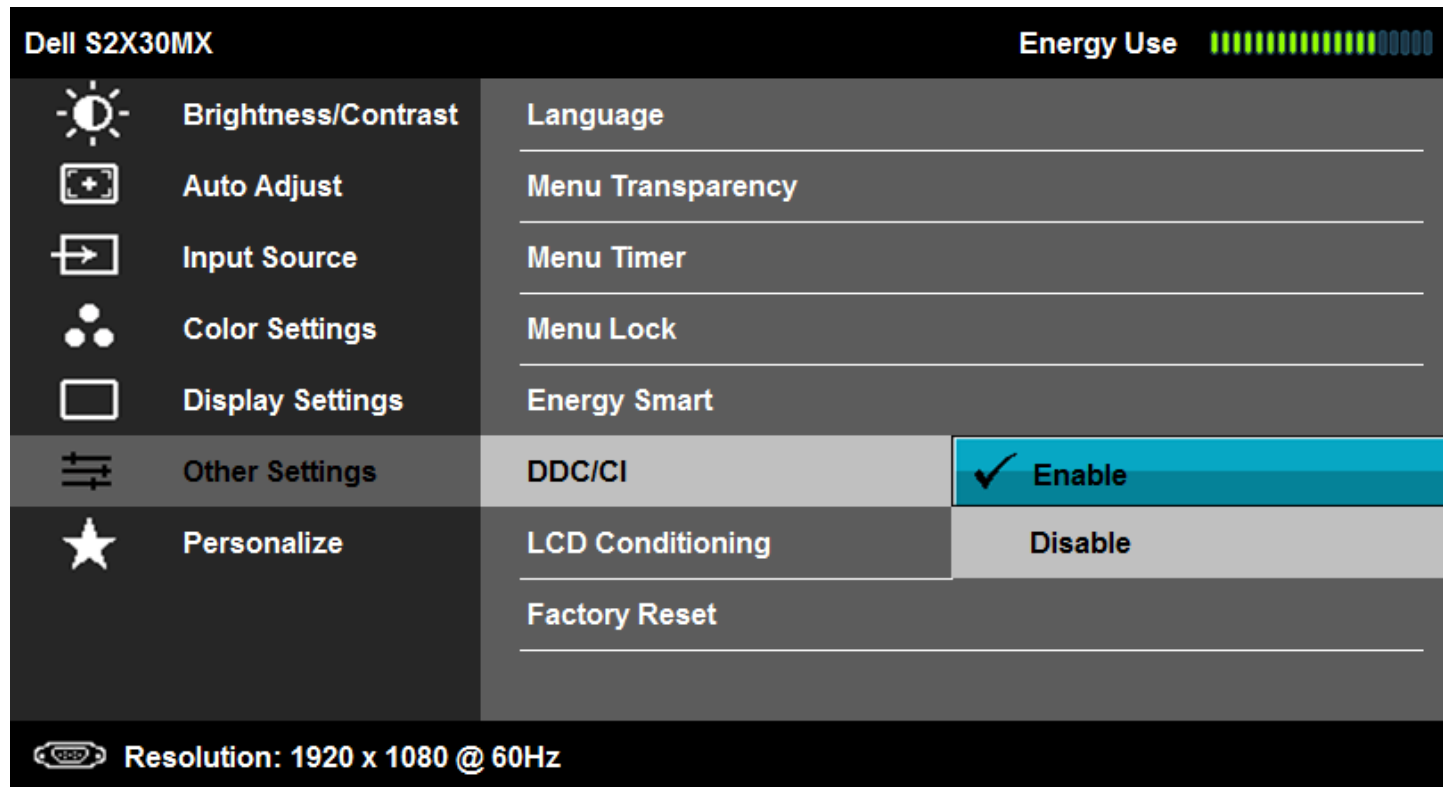 Dell S2X30MX Energy Use
Brightness/Contrast Language
Auto Adjust Menu Transparency
Input Source Menu Timer
Color Settings Menu Lock
Display Settings Energy Smart
Other Settings DDC/CI Enable
Personalize LCD Conditioning Disable
Factory Reset
Resolution: 1920 x 1080 @ 60Hz